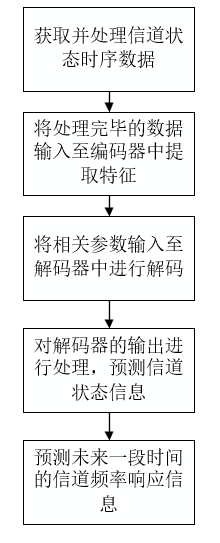 获取并处理信道状
态时序数据
将处理完毕的数据
输入至编码器中提
取特征
将相关参数输入至
解码器中进行解码
对解码器的输出进
行处理，预测信道
状态信息
预测未来一段时间
的信道频率响应信
息